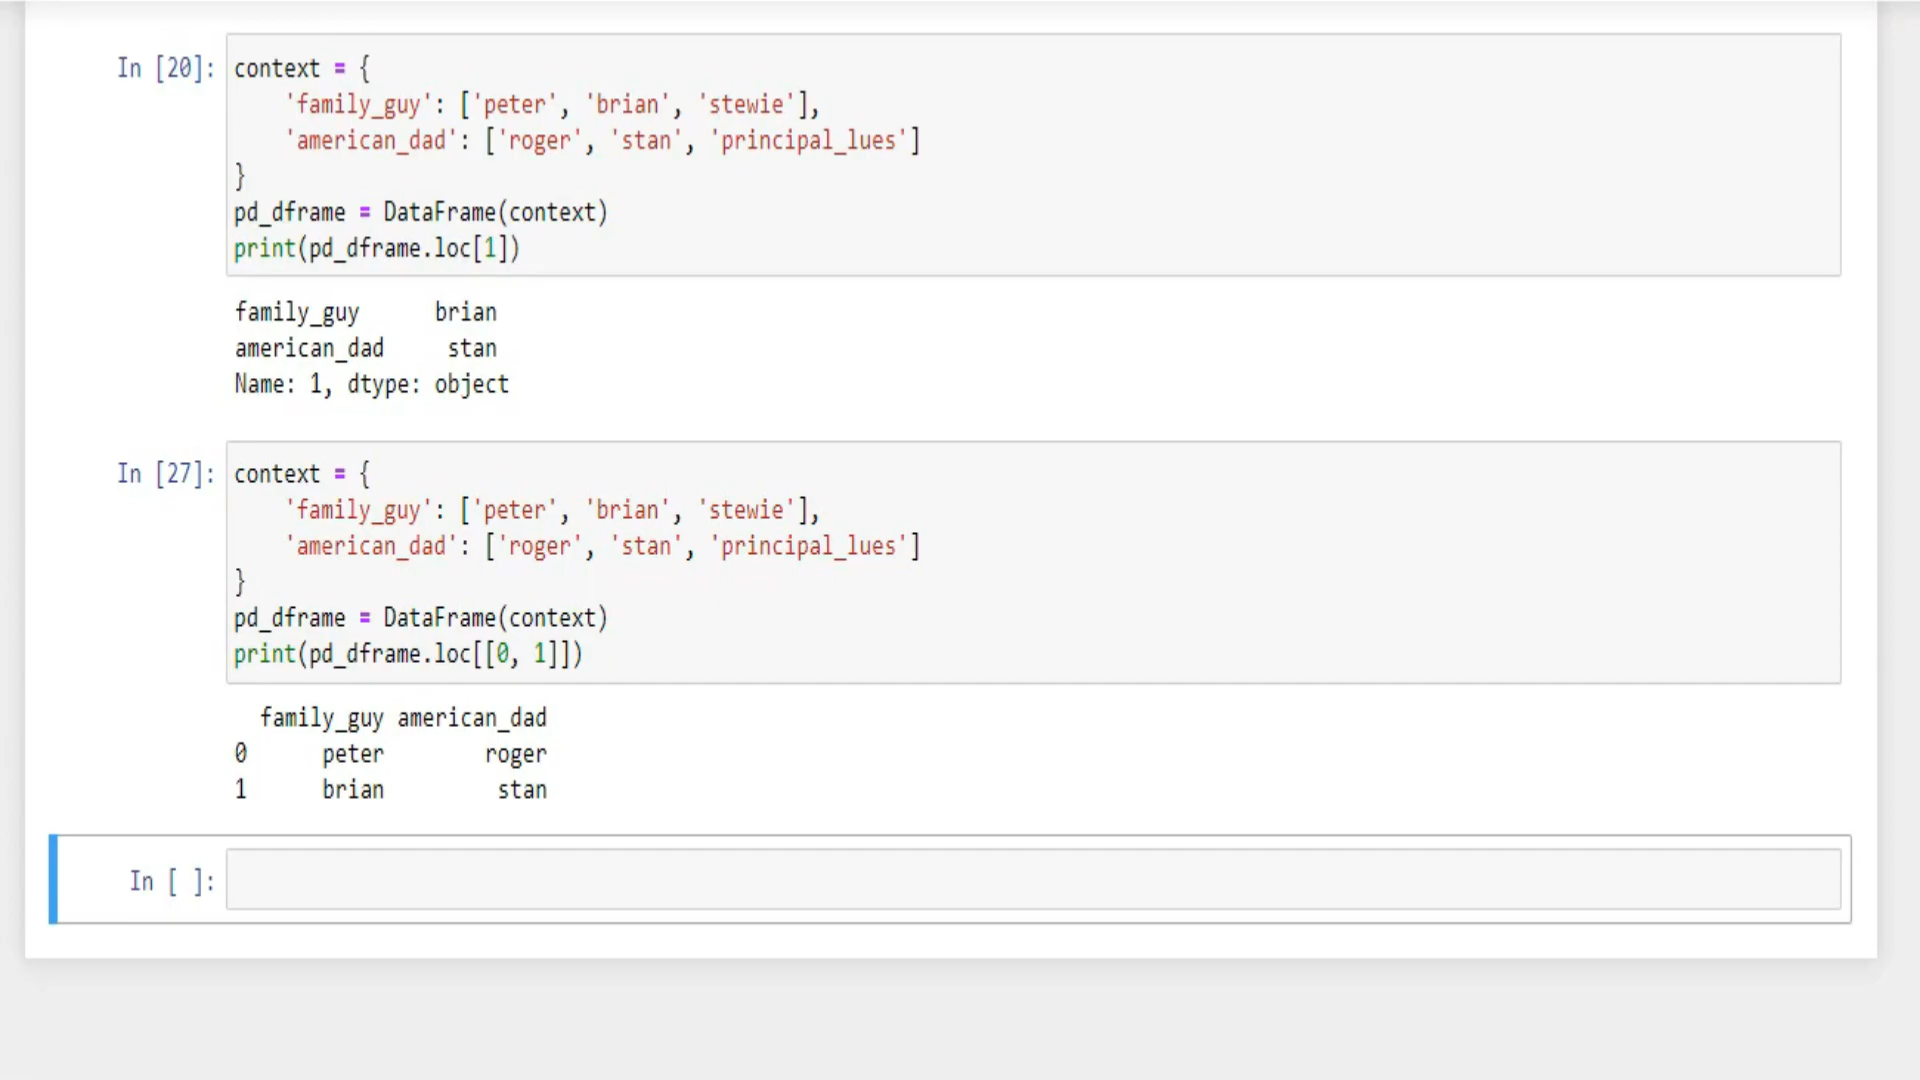 In [20]: context = {
    'family_guy': ['peter', 'brian', 'stewie'],
    'american_dad': ['roger', 'stan', 'principal_lues']
}
pd_dframe = DataFrame(context)
print(pd_dframe.loc[1])
family_guy      brian
american_dad     stan
Name: 1, dtype: object
In [27]: context = {
    'family_guy': ['peter', 'brian', 'stewie'],
    'american_dad': ['roger', 'stan', 'principal_lues']
}
pd_dframe = DataFrame(context)
print(pd_dframe.loc[[0, 1]])
  family_guy american_dad
0      peter        roger
1      brian         stan
In [ ]: